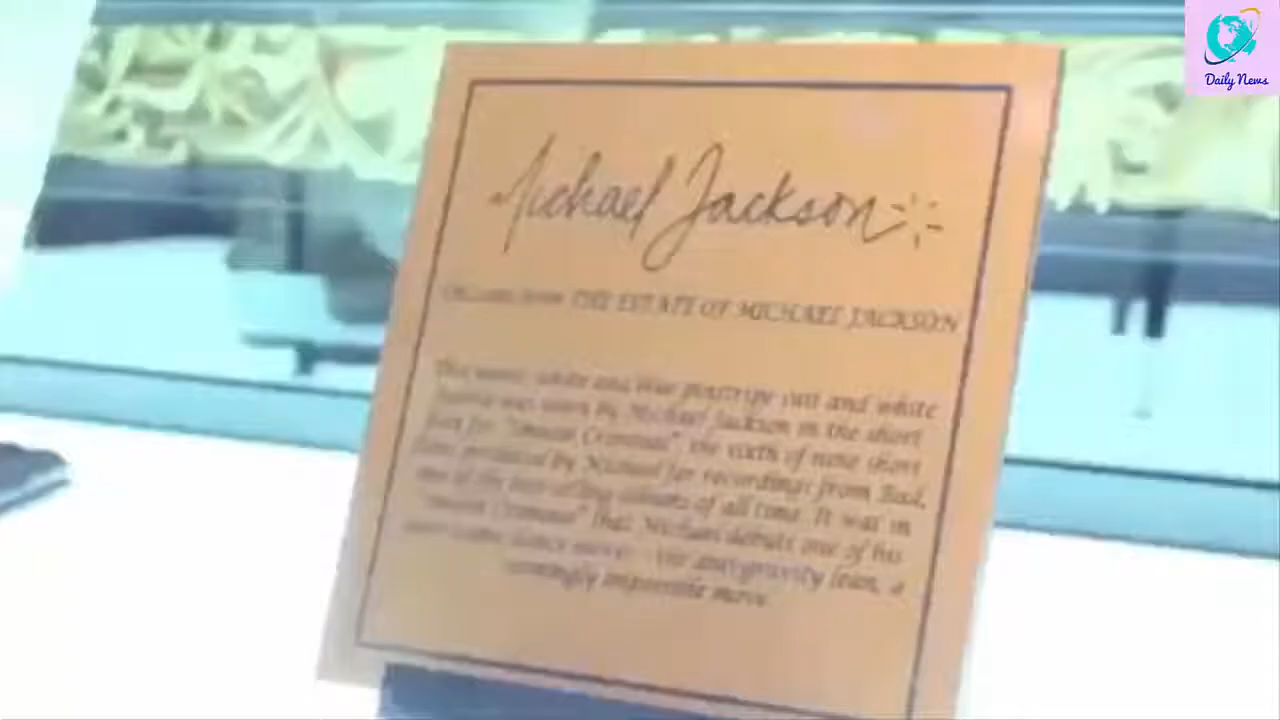 Daily News
Michael Jackson
THE ESTATE OF MICHAEL JACKSON
white and blue pinstripe suit and white
fedora was worn by Michael Jackson in the short
film for "Smooth Criminal", the sixth of nine short
films produced by Michael for recordings from Bad,
one of the best-selling albums of all time. It was in
"Smooth Criminal" that Michael debuts one of his
dance moves - the anti-gravity lean, a
seemingly impossible move.